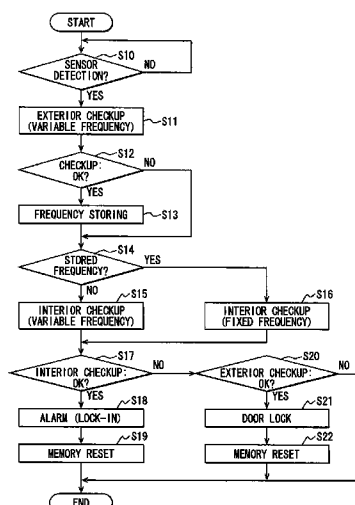 START
S10
SENSOR
DETECTION?
NO
YES
EXTERIOR CHECKUP
(VARIABLE FREQUENCY)
S11
S12
CHECKUP:
OK?
NO
YES
FREQUENCY STORING
S13
S14
STORED
FREQUENCY?
YES
NO
S15
INTERIOR CHECKUP
(VARIABLE FREQUENCY)
S16
INTERIOR CHECKUP
(FIXED FREQUENCY)
S17
INTERIOR CHECKUP:
OK?
NO
S20
EXTERIOR CHECKUP:
OK?
NO
YES
S18
ALARM (LOCK-IN)
YES
S21
DOOR LOCK
S19
MEMORY RESET
S22
MEMORY RESET
END